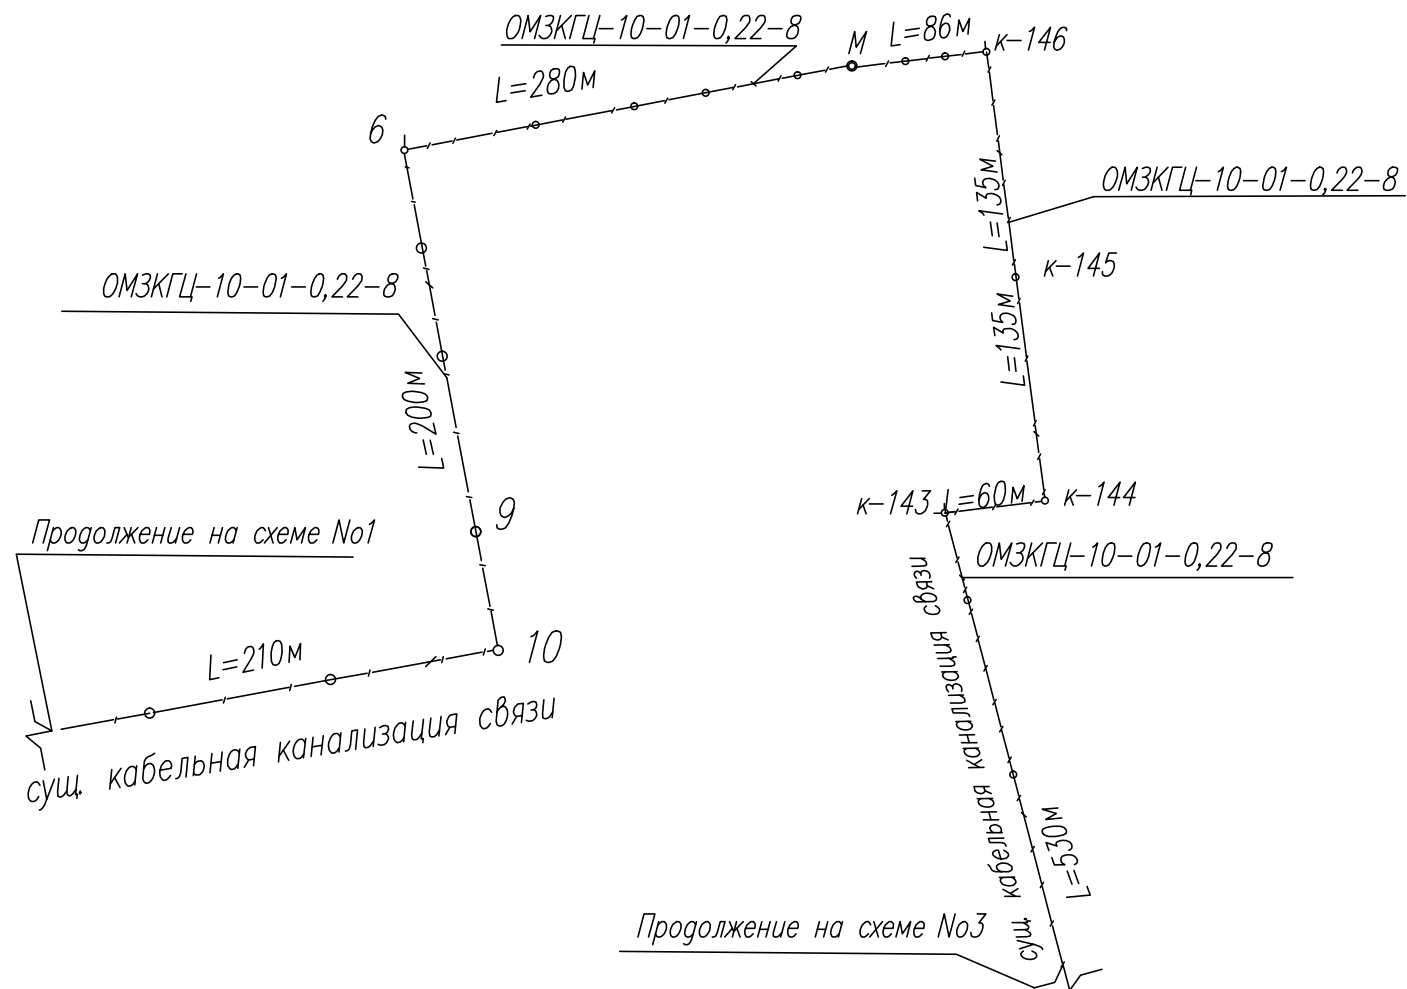 ОМЗКГЦ-10-01-0,22-8
М
L=86м
к-146
L=280м
6
L=135м
ОМЗКГЦ-10-01-0,22-8
к-145
ОМЗКГЦ-10-01-0,22-8
L=135м
L=200м
9
к-143
L=60м
к-144
Продолжение на схеме No1
ОМЗКГЦ-10-01-0,22-8
10
L=210м
сущ. кабельная канализация связи
сущ. кабельная канализация связи
L=530м
Продолжение на схеме No3